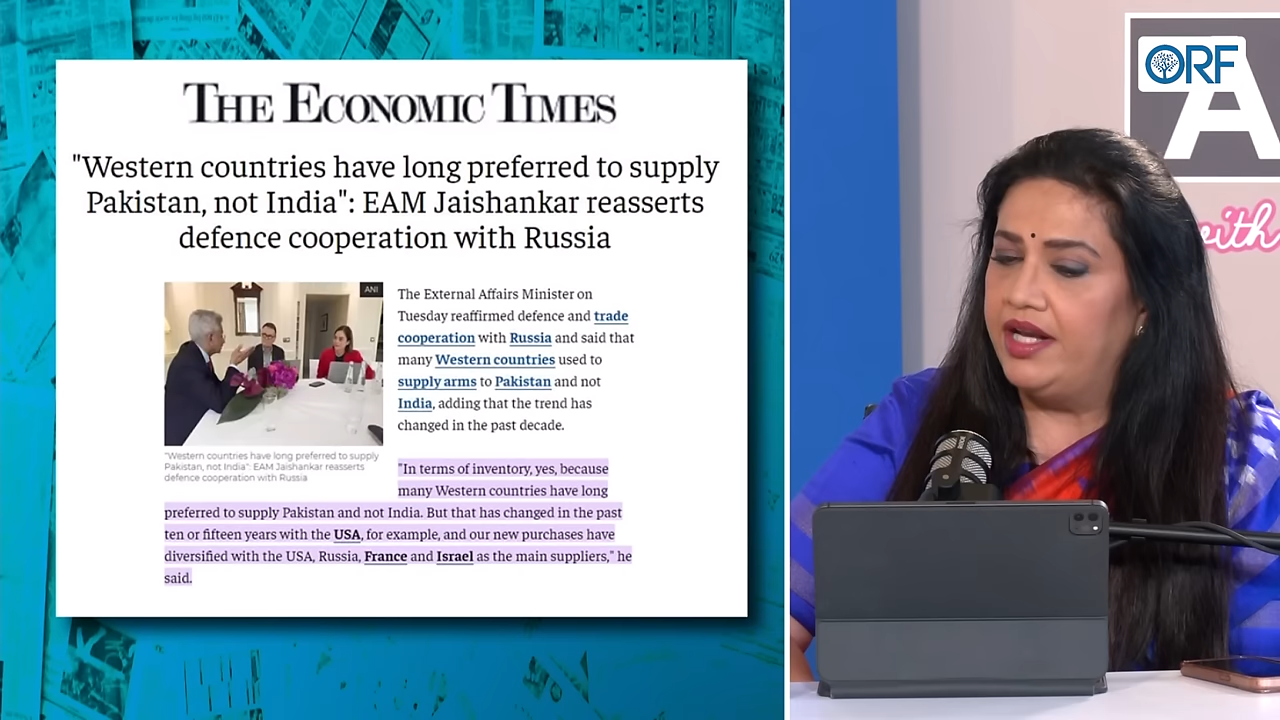 THE ECONOMIC TIMES
"Western countries have long preferred to supply
Pakistan, not India": EAM Jaishankar reasserts
defence cooperation with Russia
ANI
The External Affairs Minister on
Tuesday reaffirmed defence and trade
cooperation with Russia and said that
many Western countries used to
supply arms to Pakistan and not
India, adding that the trend has
changed in the past decade.
"Western countries have long preferred to supply
Pakistan, not India": EAM Jaishankar reasserts
defence cooperation with Russia
"In terms of inventory, yes, because
many Western countries have long
preferred to supply Pakistan and not India. But that has changed in the past
ten or fifteen years with the USA, for example, and our new purchases have
diversified with the USA, Russia, France and Israel as the main suppliers," he
said.
ORF
A
with
RODE